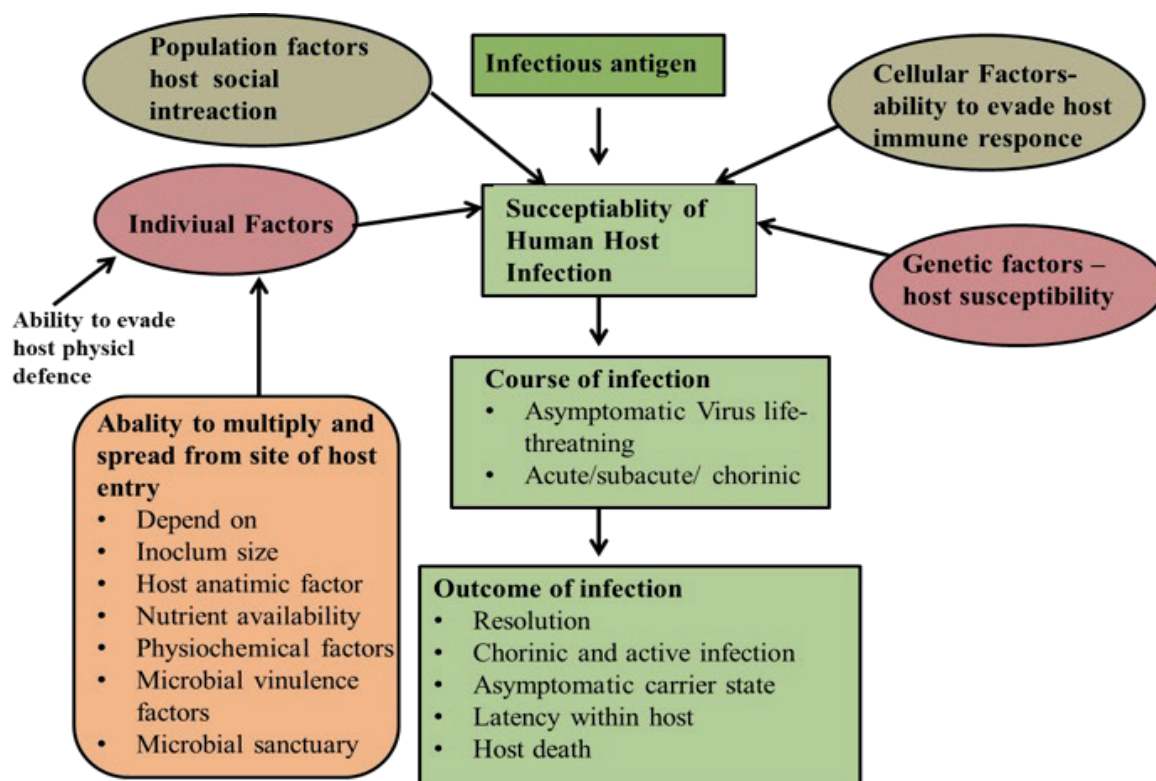 Population factors
host social
intreaction
Infectious antigen
Cellular Factors-
ability to evade host
immune responce
Indiviual Factors
Succeptiablity of
Human Host
Infection
Genetic factors –
host susceptibility
Ability to evade
host physicl
defence
Course of infection
• Asymptomatic Virus life-
threatning
• Acute/subacute/ chorinic
Abality to multiply and
spread from site of host
entry
• Depend on
• Inoclum size
• Host anatimic factor
• Nutrient availability
• Physiochemical factors
• Microbial vinulence
factors
• Microbial sanctuary
Outcome of infection
• Resolution
• Chorinic and active infection
• Asymptomatic carrier state
• Latency within host
• Host death